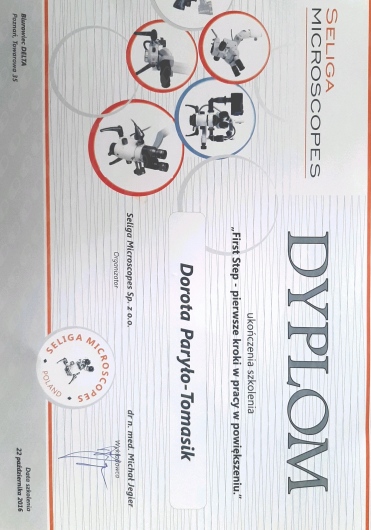 SELIGA
MICROSCOPES
DYPLOM
ukończenia szkolenia
„First Step - pierwsze kroki w pracy w powiększeniu.”
Dorota Paryło-Tomasik
Seliga Microscopes Sp. z o.o.
Organizator
dr n. med. Michał Jegier
Wykładowca
SELIGA MICROSCOPES
POLAND
Biurowiec DELTA
Poznań, Towarowa 35
Data szkolenia
22 października 2016